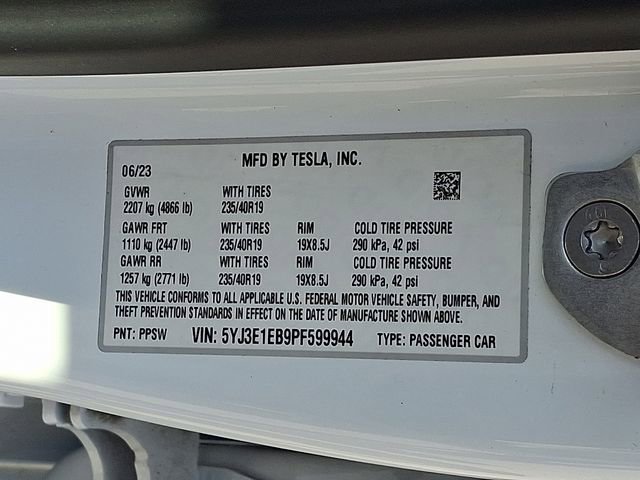 MFD BY TESLA, INC.
06/23
GVWR WITH TIRES
2207 kg (4866 lb) 235/40R19
GAWR FRT WITH TIRES RIM COLD TIRE PRESSURE
1110 kg (2447 lb) 235/40R19 19X8.5J 290 kPa, 42 psi
GAWR RR WITH TIRES RIM COLD TIRE PRESSURE
1257 kg (2771 lb) 235/40R19 19X8.5J 290 kPa, 42 psi
THIS VEHICLE CONFORMS TO ALL APPLICABLE U.S. FEDERAL MOTOR VEHICLE SAFETY, BUMPER, AND
THEFT PREVENTION STANDARDS IN EFFECT ON THE DATE OF MANUFACTURE SHOWN ABOVE.
PNT: PPSW VIN: 5YJ3E1EB9PF599944 TYPE: PASSENGER CAR